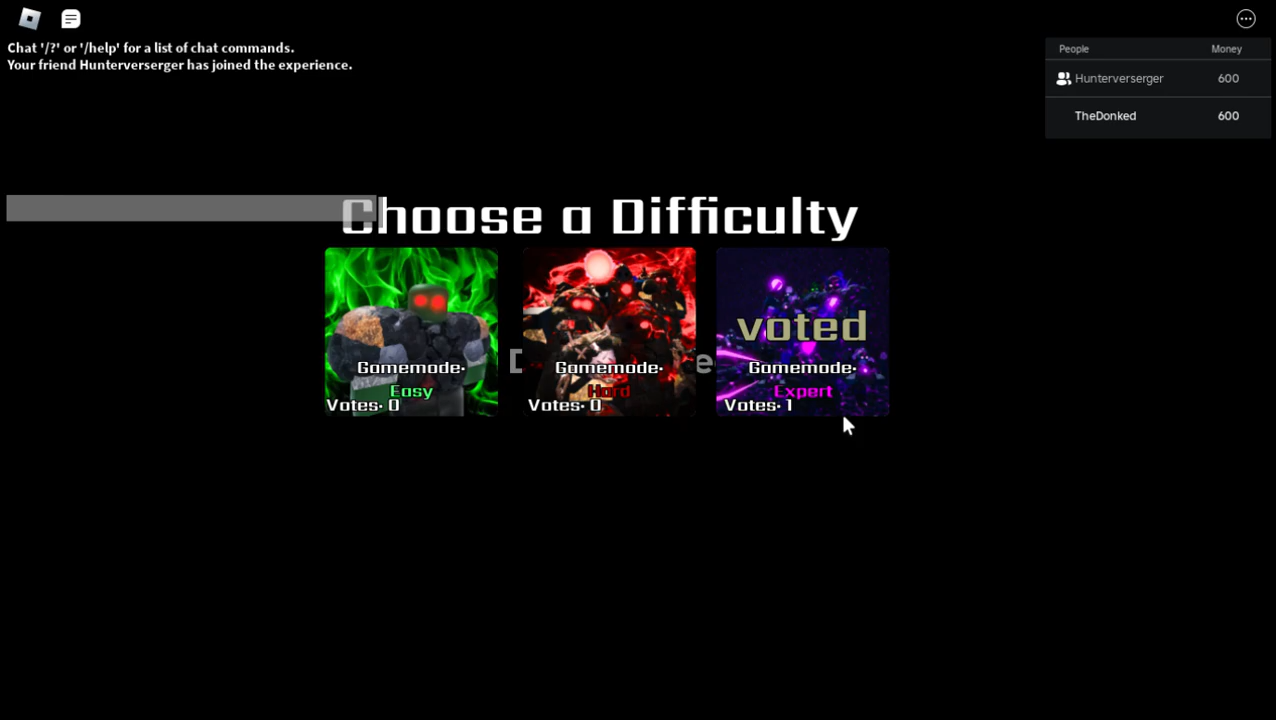 Chat '/?' or '/help' for a list of chat commands.
Your friend Hunterverserger has joined the experience.
People Money
Hunterverserger 600
TheDonked 600
Choose a Difficulty
voted
Gamemode: Gamemode: Gamemode:
Easy Hard Expert
Votes: 0 Votes: 0 Votes: 1